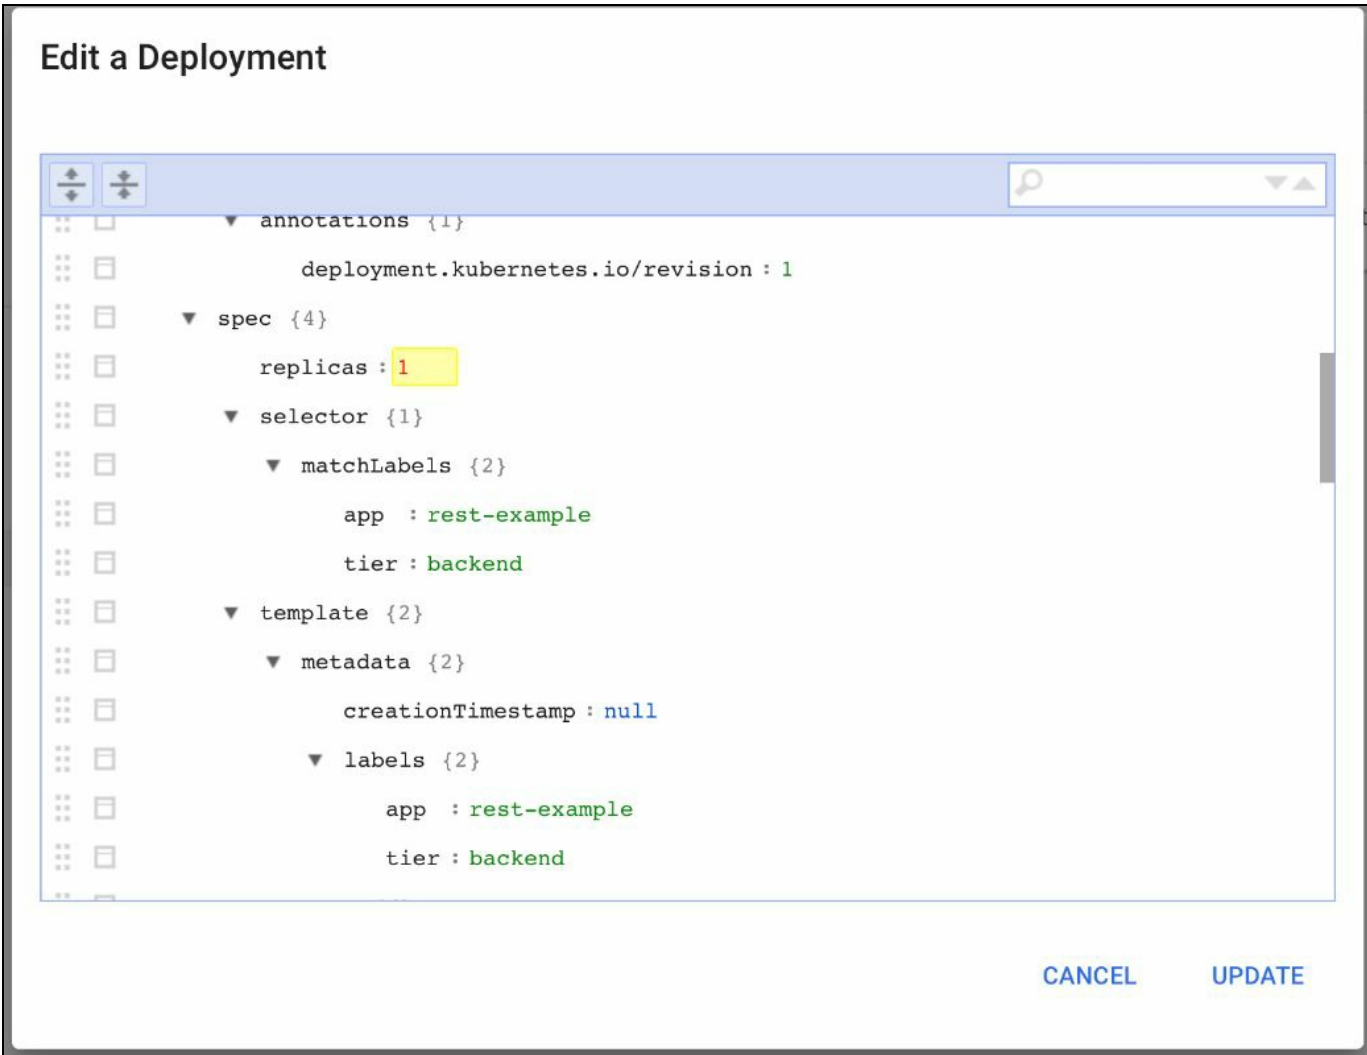 Edit a Deployment
annotations {1}
deployment.kubernetes.io/revision : 1
spec {4}
replicas : 1
selector {1}
matchLabels {2}
app : rest-example
tier : backend
template {2}
metadata {2}
creationTimestamp : null
labels {2}
app : rest-example
tier : backend
CANCEL UPDATE